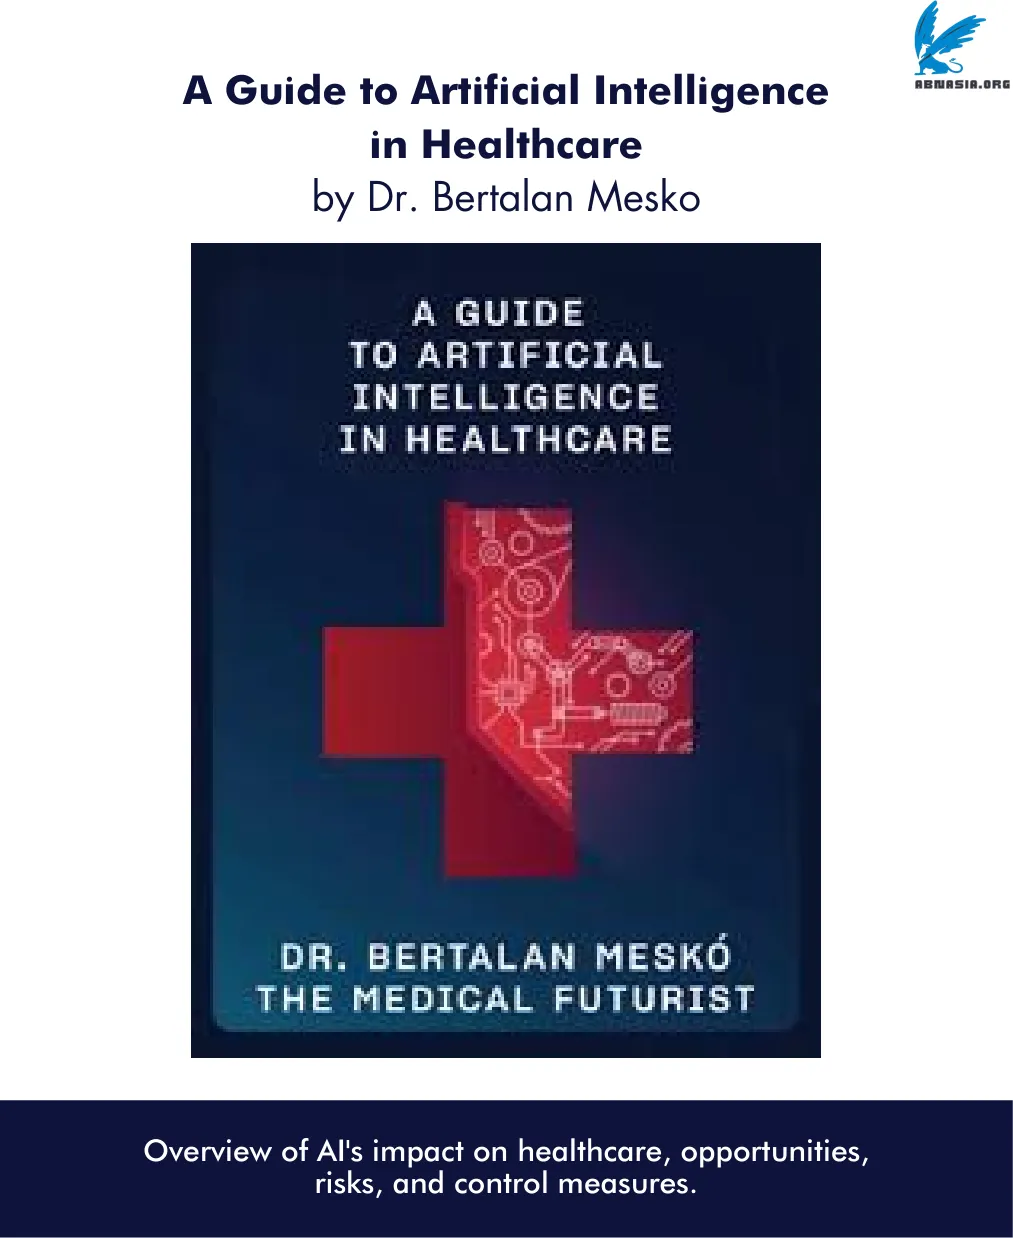 ABNASIA.ORG
A Guide to Artificial Intelligence
in Healthcare
by Dr. Bertalan Mesko
A GUIDE
TO ARTIFICIAL
INTELLIGENCE
IN HEALTHCARE
DR. BERTALAN MESKÓ
THE MEDICAL FUTURIST
Overview of AI's impact on healthcare, opportunities,
risks, and control measures.